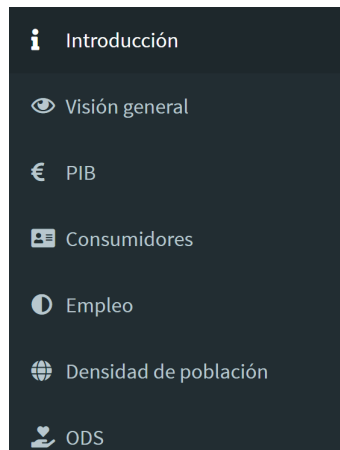 Introducción
Visión general
PIB
Consumidores
Empleo
Densidad de población
ODS